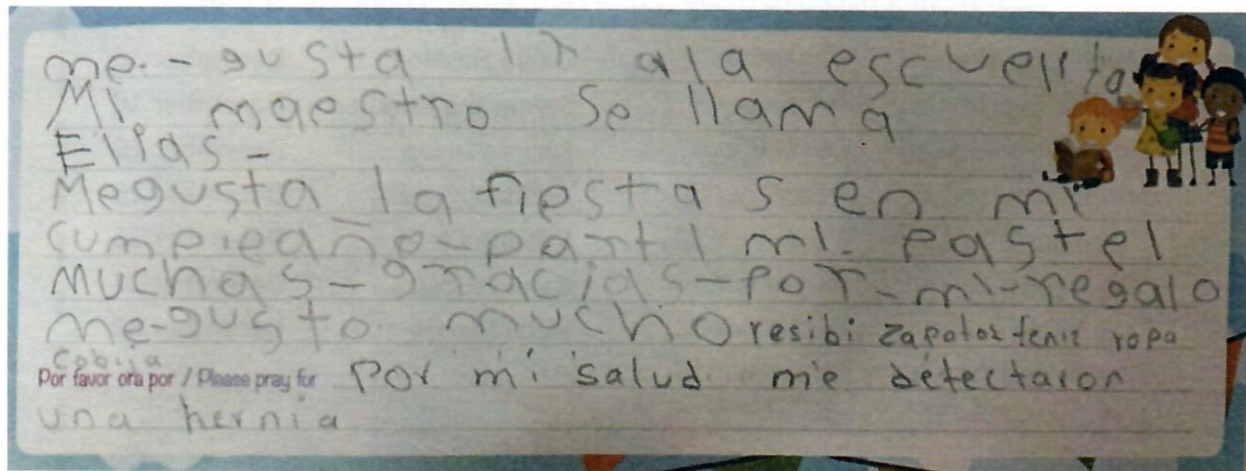 me.-gusta ir ala escuelita
Mi maestro se llama
Elias-
Megusta la fiesta s en mi
cumpleaño-parti mi-pastel
Muchas-gracias-por-mi-regalo
me-gusto mucho resibi zapatos tenis ropa
cobija
Por favor ora por / Please pray for por mi salud me detectaron
una hernia